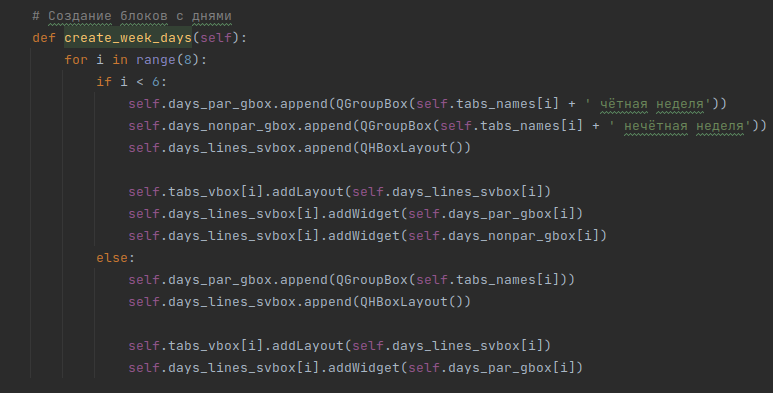 # Создание блоков с днями
def create_week_days(self):
    for i in range(8):
        if i < 6:
            self.days_par_gbox.append(QGroupBox(self.tabs_names[i] + ' чётная неделя'))
            self.days_nonpar_gbox.append(QGroupBox(self.tabs_names[i] + ' нечётная неделя'))
            self.days_lines_svbox.append(QHBoxLayout())

            self.tabs_vbox[i].addLayout(self.days_lines_svbox[i])
            self.days_lines_svbox[i].addWidget(self.days_par_gbox[i])
            self.days_lines_svbox[i].addWidget(self.days_nonpar_gbox[i])
        else:
            self.days_par_gbox.append(QGroupBox(self.tabs_names[i]))
            self.days_lines_svbox.append(QHBoxLayout())

            self.tabs_vbox[i].addLayout(self.days_lines_svbox[i])
            self.days_lines_svbox[i].addWidget(self.days_par_gbox[i])